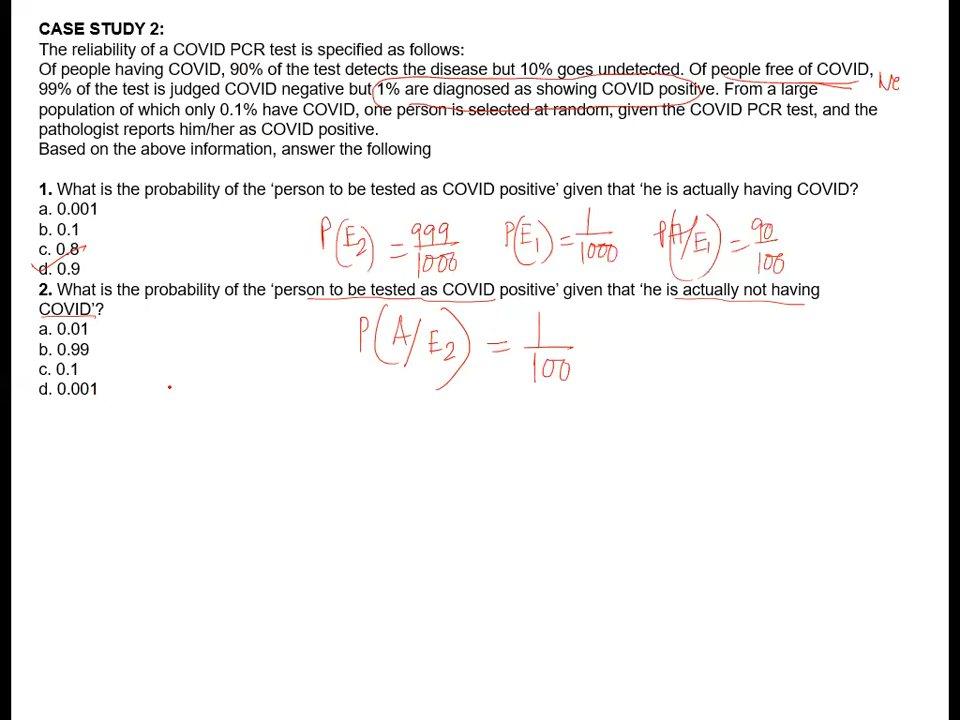 CASE STUDY 2:
The reliability of a COVID PCR test is specified as follows:
Of people having COVID, 90% of the test detects the disease but 10% goes undetected. Of people free of COVID,
99% of the test is judged COVID negative but 1% are diagnosed as showing COVID positive. From a large
Ne
population of which only 0.1% have COVID, one person is selected at random, given the COVID PCR test, and the
pathologist reports him/her as COVID positive.
Based on the above information, answer the following
1. What is the probability of the ‘person to be tested as COVID positive’ given that ‘he is actually having COVID?
a. 0.001
b. 0.1
c. 0.8
d. 0.9
P(E2) = 999/1000 P(E1) = 1/1000 P(A/E1) = 90/100
2. What is the probability of the ‘person to be tested as COVID positive’ given that ‘he is actually not having
COVID’?
a. 0.01
b. 0.99
c. 0.1
d. 0.001
P(A/E2) = 1/100